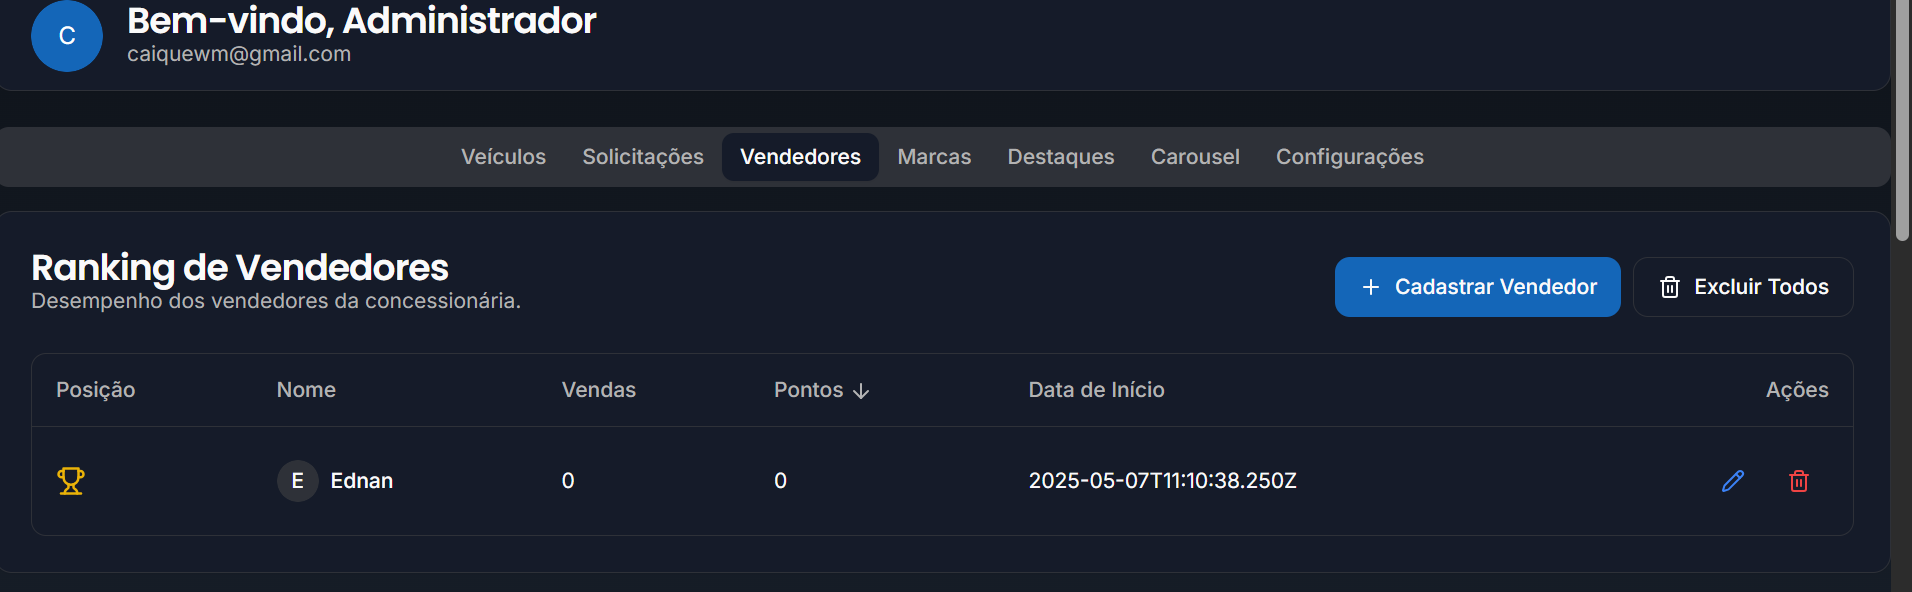 C
Bem-vindo, Administrador
caiquewm@gmail.com
Veículos Solicitações Vendedores Marcas Destaques Carousel Configurações
Ranking de Vendedores
Desempenho dos vendedores da concessionária.
+ Cadastrar Vendedor Excluir Todos
Posição Nome Vendas Pontos ↓ Data de Início Ações
E Ednan 0 0 2025-05-07T11:10:38.250Z